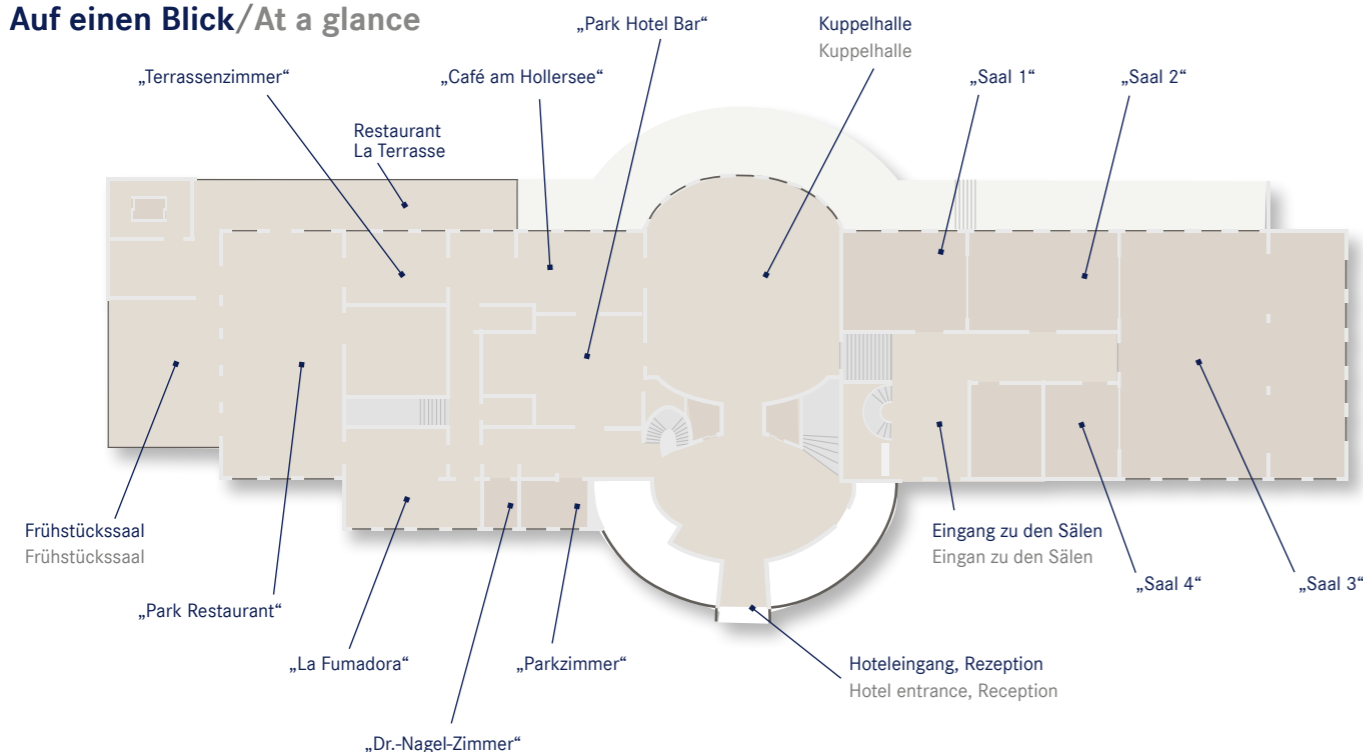 Auf einen Blick/At a glance
„Park Hotel Bar“
Kuppelhalle
Kuppelhalle
„Terrassenzimmer“
„Café am Hollersee“
„Saal 1“
„Saal 2“
Restaurant
La Terrasse
Frühstückssaal
Frühstückssaal
Eingang zu den Sälen
Eingan zu den Sälen
„Saal 4“
„Saal 3“
„Park Restaurant“
„La Fumadora“
„Parkzimmer“
Hoteleingang, Rezeption
Hotel entrance, Reception
„Dr.-Nagel-Zimmer“